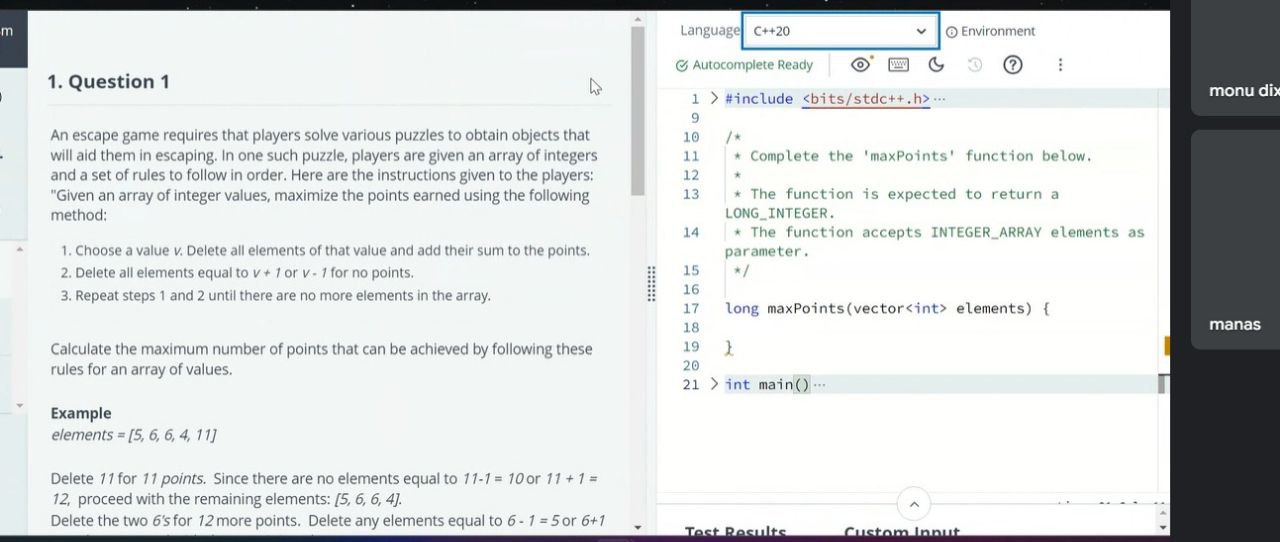 m
1. Question 1
An escape game requires that players solve various puzzles to obtain objects that
will aid them in escaping. In one such puzzle, players are given an array of integers
and a set of rules to follow in order. Here are the instructions given to the players:
"Given an array of integer values, maximize the points earned using the following
method:
1. Choose a value v. Delete all elements of that value and add their sum to the points.
2. Delete all elements equal to v + 1 or v - 1 for no points.
3. Repeat steps 1 and 2 until there are no more elements in the array.
Calculate the maximum number of points that can be achieved by following these
rules for an array of values.
Example
elements = [5, 6, 6, 4, 11]
Delete 11 for 11 points. Since there are no elements equal to 11-1 = 10 or 11 + 1 =
12, proceed with the remaining elements: [5, 6, 6, 4].
Delete the two 6's for 12 more points. Delete any elements equal to 6 - 1 = 5 or 6+1
Language C++20 Environment
Autocomplete Ready
1 > #include <bits/stdc++.h>...
9
10 /*
11 * Complete the 'maxPoints' function below.
12 *
13 * The function is expected to return a
LONG_INTEGER.
14 * The function accepts INTEGER_ARRAY elements as
parameter.
15 */
16
17 long maxPoints(vector<int> elements) {
18
19 }
20
21 > int main()...
Test Results Custom Input
monu dix
manas